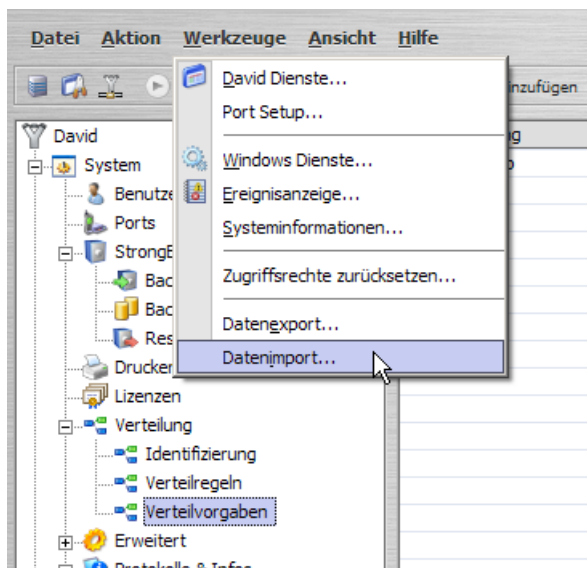 Datei Aktion Werkzeuge Ansicht Hilfe
David Dienste...
Port Setup...
Windows Dienste...
Ereignisanzeige...
Systeminformationen...
Zugriffsrechte zurücksetzen...
Datenexport...
Datenimport...
David
System
Ports
Lizenzen
Verteilung
Identifizierung
Verteilregeln
Verteilvorgaben
Erweitert